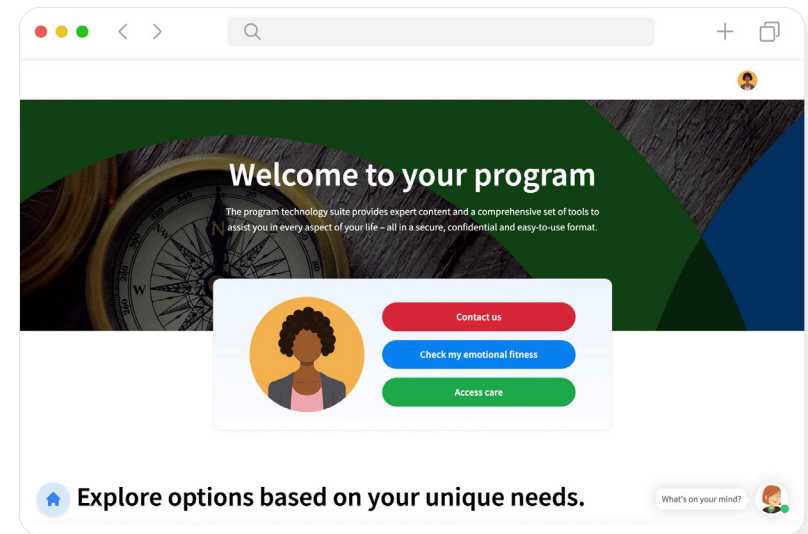 Welcome to your program
The program technology suite provides expert content and a comprehensive set of tools to
assist you in every aspect of your life – all in a secure, confidential and easy-to-use format.
Contact us
Check my emotional fitness
Access care
Explore options based on your unique needs.
What's on your mind?